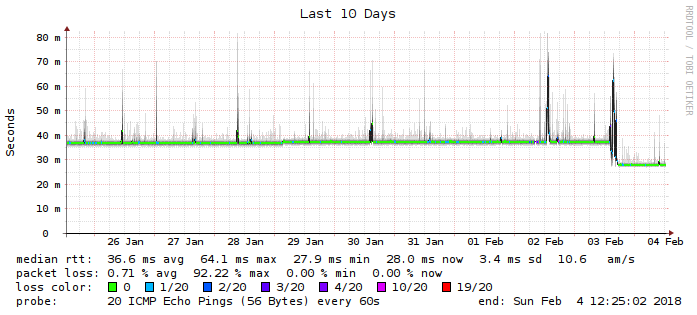 Last 10 Days
RRDTOOL / TOBI OETIKER
Seconds
80 m
70 m
60 m
50 m
40 m
30 m
20 m
10 m
0
26 Jan 27 Jan 28 Jan 29 Jan 30 Jan 31 Jan 01 Feb 02 Feb 03 Feb 04 Feb
median rtt: 36.6 ms avg 64.1 ms max 27.9 ms min 28.0 ms now 3.4 ms sd 10.6 am/s
packet loss: 0.71 % avg 92.22 % max 0.00 % min 0.00 % now
loss color: 0 1/20 2/20 3/20 4/20 10/20 19/20
probe: 20 ICMP Echo Pings (56 Bytes) every 60s end: Sun Feb 4 12:25:02 2018